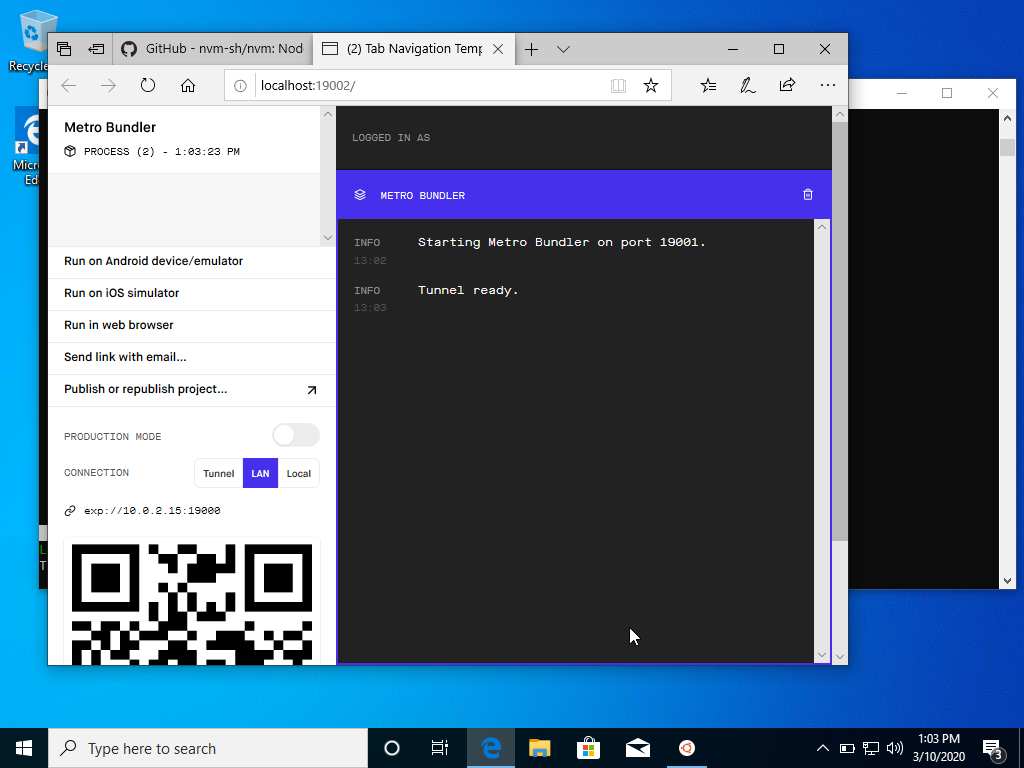 Recycle
Micr
Ed
GitHub - nvm-sh/nvm: Nod
(2) Tab Navigation Temp
localhost:19002/
Metro Bundler
PROCESS (2) - 1:03:23 PM
Run on Android device/emulator
Run on iOS simulator
Run in web browser
Send link with email...
Publish or republish project...
PRODUCTION MODE
CONNECTION
Tunnel
LAN
Local
exp://10.0.2.15:19000
LOGGED IN AS
METRO BUNDLER
INFO
Starting Metro Bundler on port 19001.
13:02
INFO
Tunnel ready.
13:03
Type here to search
1:03 PM
3/10/2020
3